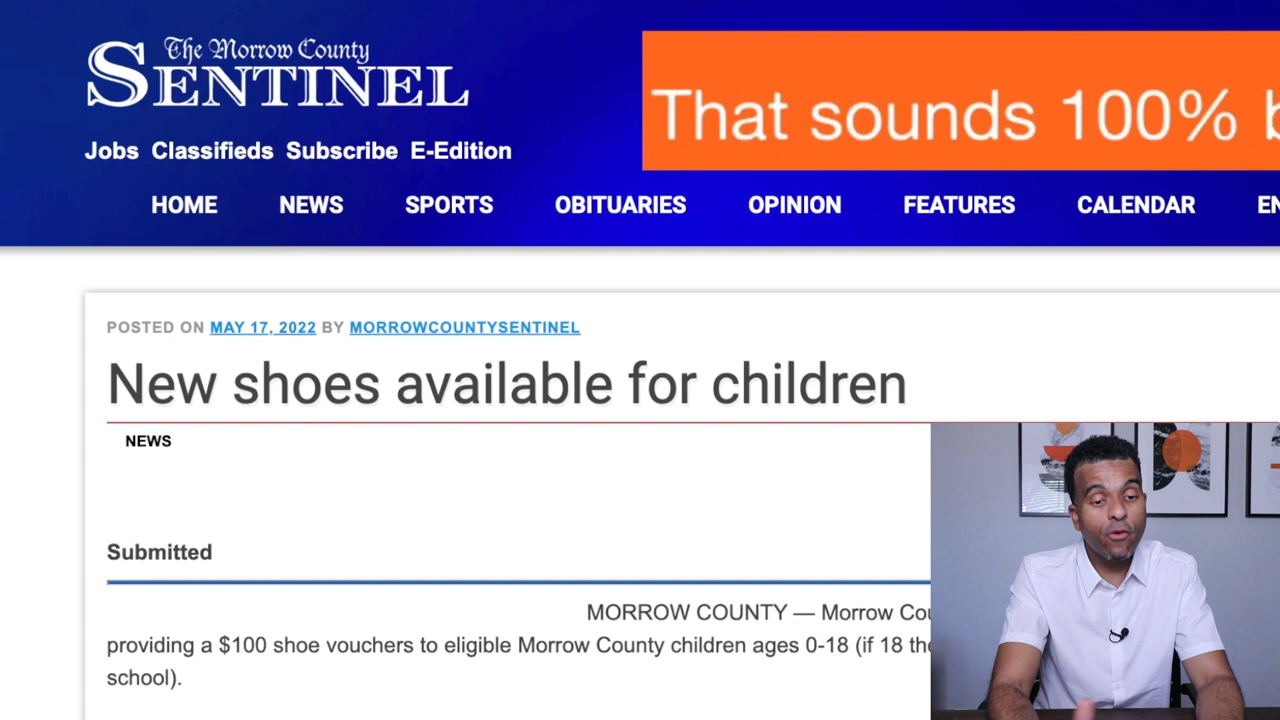 The Morrow County
SENTINEL
That sounds 100%
Jobs Classifieds Subscribe E-Edition
HOME NEWS SPORTS OBITUARIES OPINION FEATURES CALENDAR
POSTED ON MAY 17, 2022 BY MORROWCOUNTYSENTINEL
New shoes available for children
NEWS
Submitted
MORROW COUNTY — Morrow
providing a $100 shoe vouchers to eligible Morrow County children ages 0-18 (if 18
school).